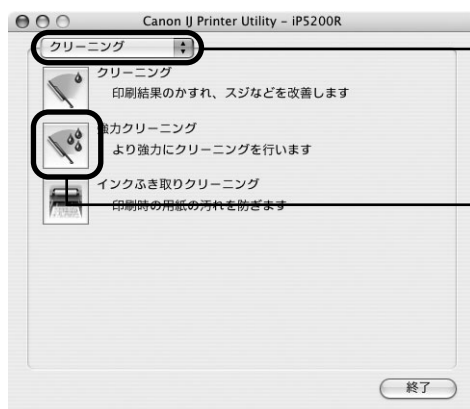 Canon IJ Printer Utility – iP5200R
クリーニング
クリーニング
印刷結果のかすれ、スジなどを改善します
強力クリーニング
より強力にクリーニングを行います
インクふき取りクリーニング
印刷時の用紙の汚れを防ぎます
終了